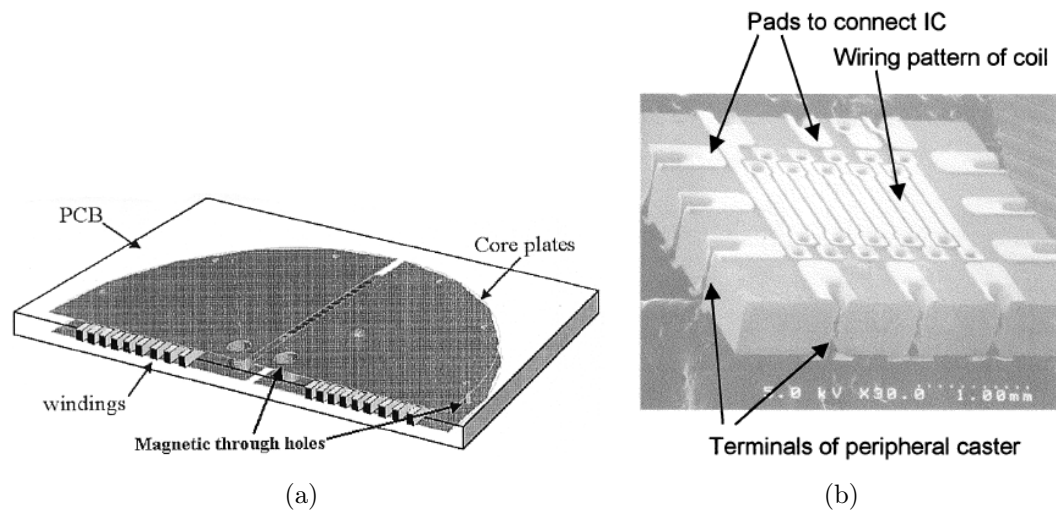 Pads to connect IC
Wiring pattern of coil
PCB
Core plates
windings
Magnetic through holes
5.0 kV X30.0 1.00mm
Terminals of peripheral caster
(a)
(b)